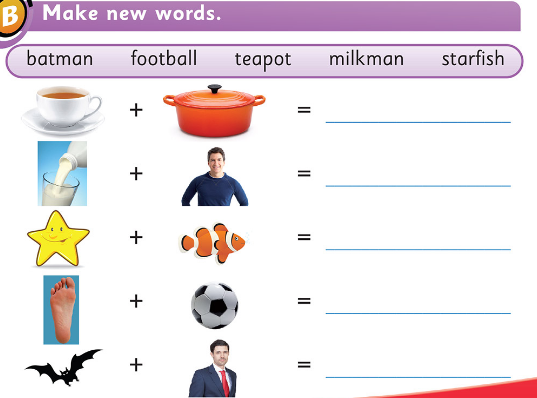 B
Make new words.
batman football teapot milkman starfish
+ =
+ =
+ =
+ =
+ =